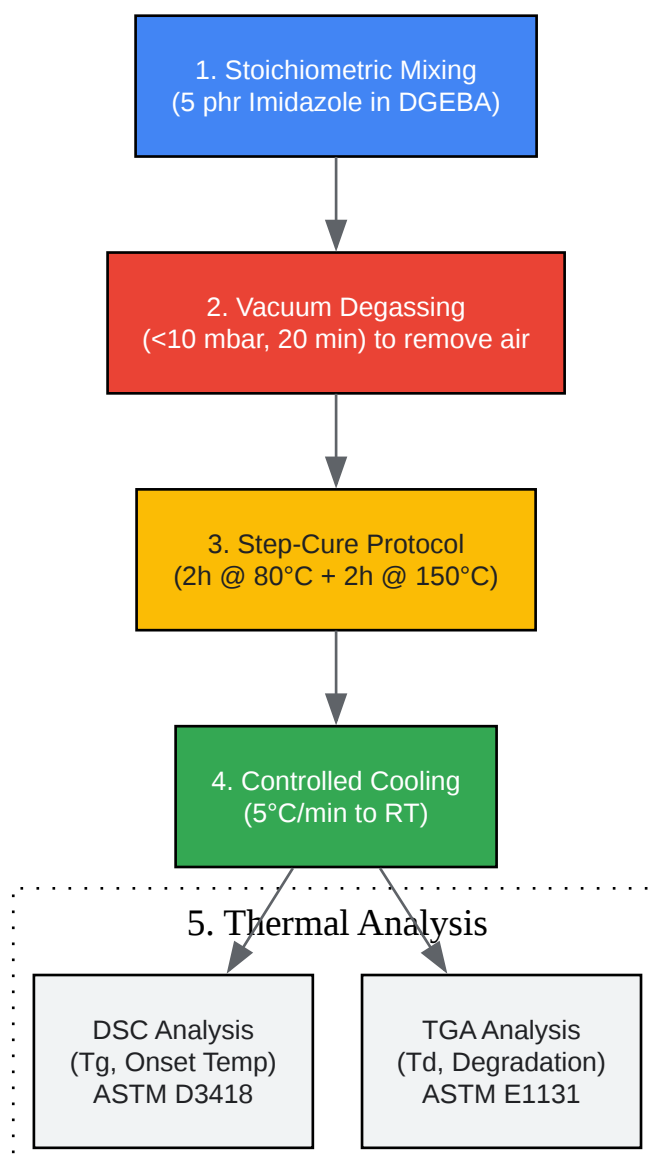 1. Stoichiometric Mixing
(5 phr Imidazole in DGEBA)
2. Vacuum Degassing
(<10 mbar, 20 min) to remove air
3. Step-Cure Protocol
(2h @ 80°C + 2h @ 150°C)
4. Controlled Cooling
(5°C/min to RT)
5. Thermal Analysis
DSC Analysis
(Tg, Onset Temp)
ASTM D3418
TGA Analysis
(Td, Degradation)
ASTM E1131